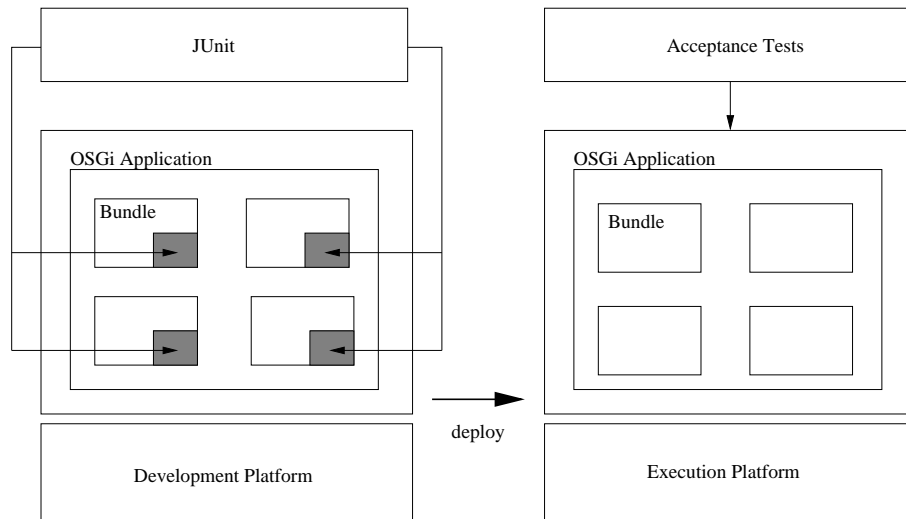 JUnit
Acceptance Tests
OSGi Application
Bundle
OSGi Application
Bundle
deploy
Development Platform
Execution Platform